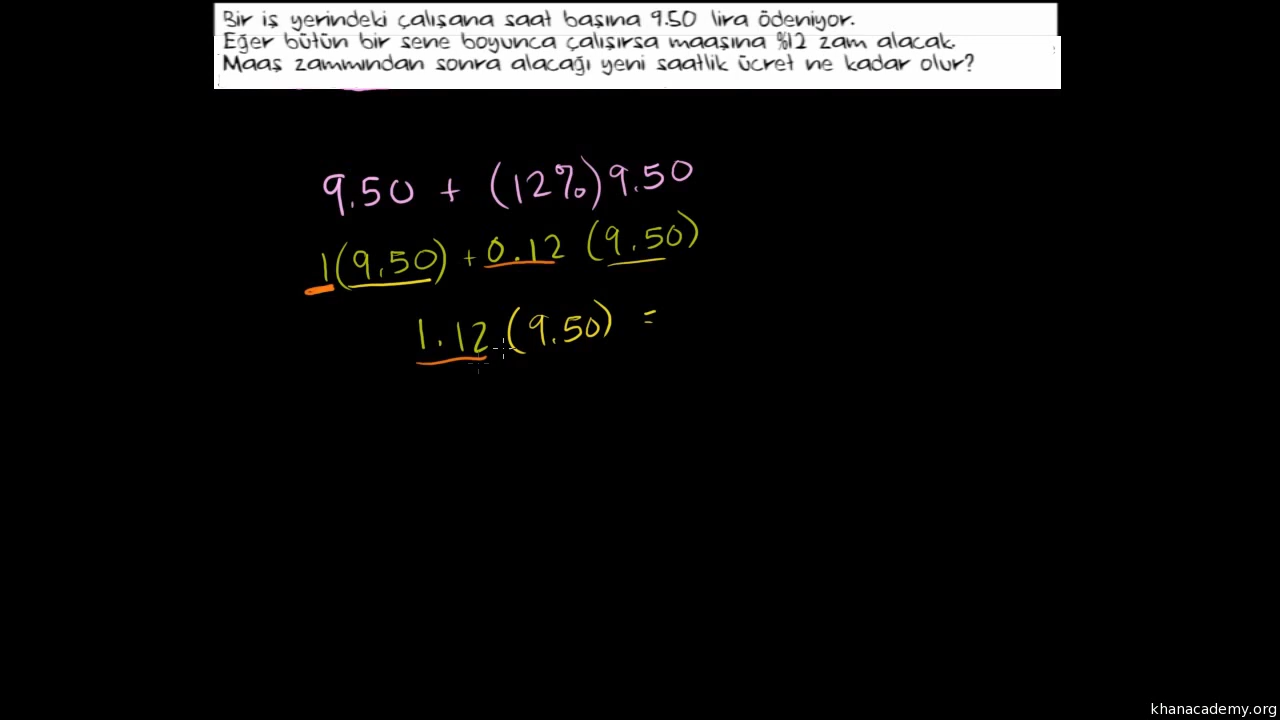 Bir iş yerindeki çalışana saat başına 9.50 lira ödeniyor.
Eğer bütün bir sene boyunca çalışırsa maaşına %12 zam alacak.
Maaş zammından sonra alacağı yeni saatlik ücret ne kadar olur?
9.50 + (12%) 9.50
1(9.50) + 0.12 (9.50)
1.12 (9.50) =
khanacademy.org